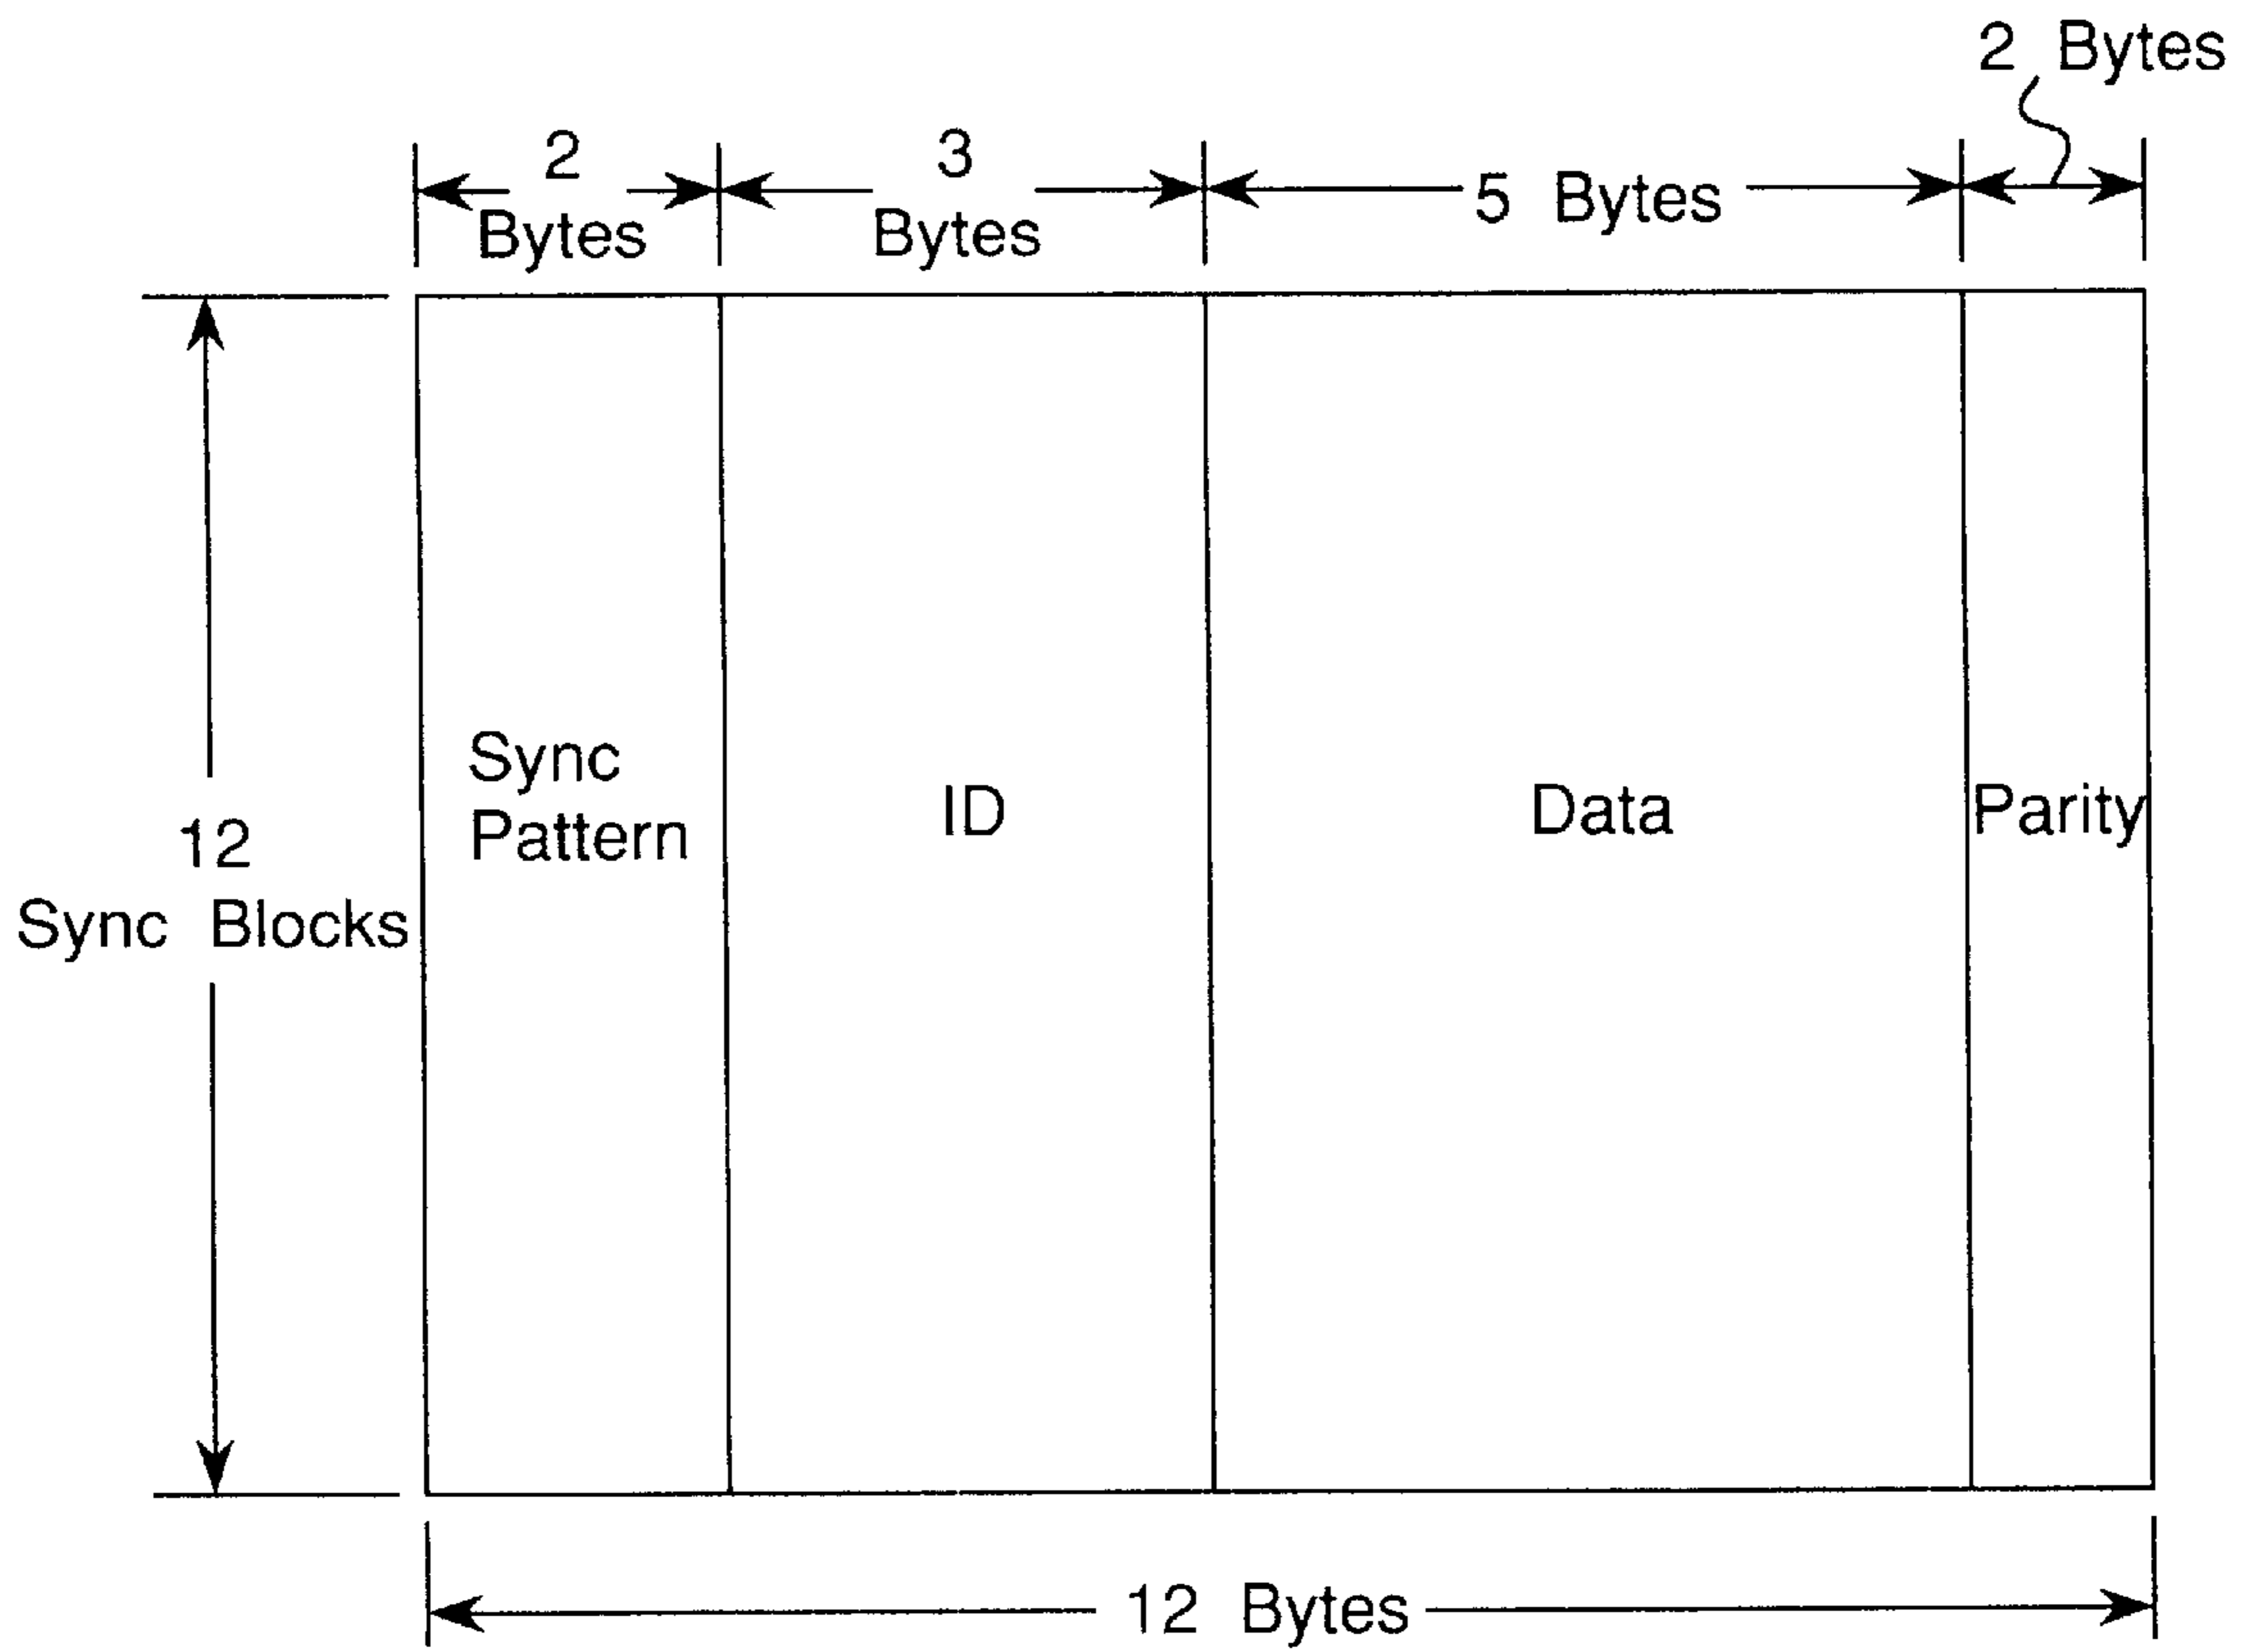 2 Bytes
2
Bytes
3
Bytes
5 Bytes
Sync
Pattern
ID
Data
Parity
12
Sync Blocks
12 Bytes